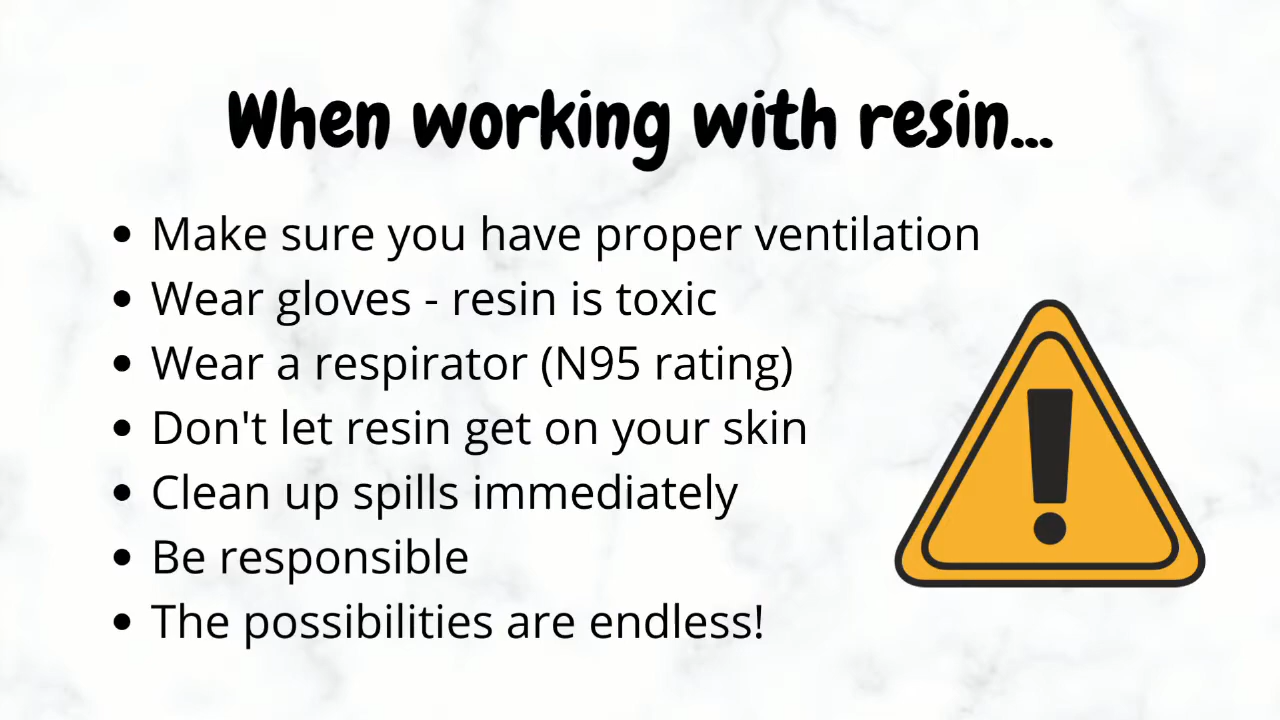 When working with resin...
• Make sure you have proper ventilation
• Wear gloves - resin is toxic
• Wear a respirator (N95 rating)
• Don't let resin get on your skin
• Clean up spills immediately
• Be responsible
• The possibilities are endless!